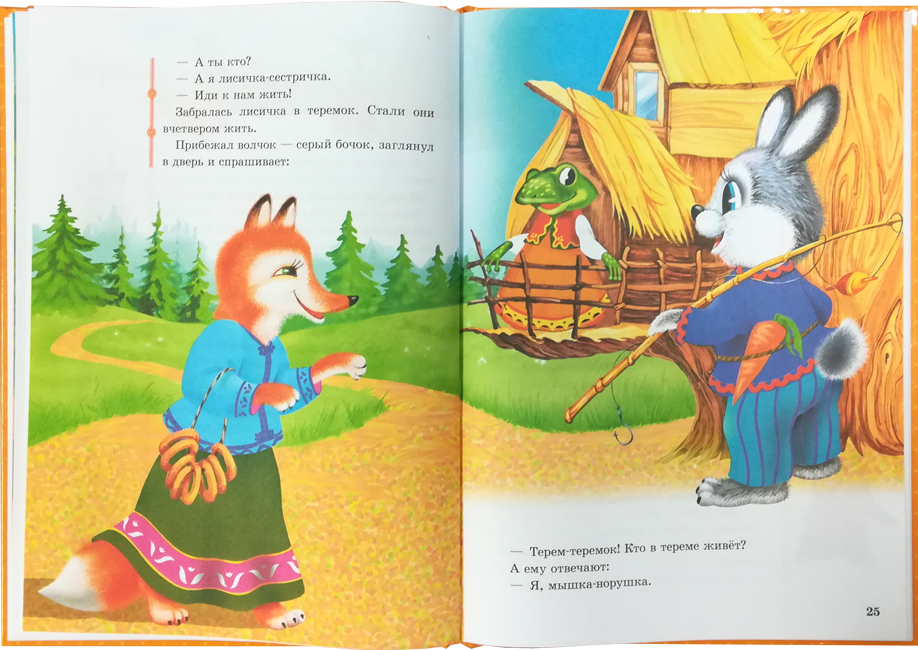 — А ты кто?
— А я лисичка-сестричка.
— Иди к нам жить!
Забралась лисичка в теремок. Стали они
вчетвером жить.
Прибежал волчок — серый бочок, заглянул
в дверь и спрашивает:
— Терем-теремок! Кто в тереме живёт?
А ему отвечают:
— Я, мышка-норушка.
25